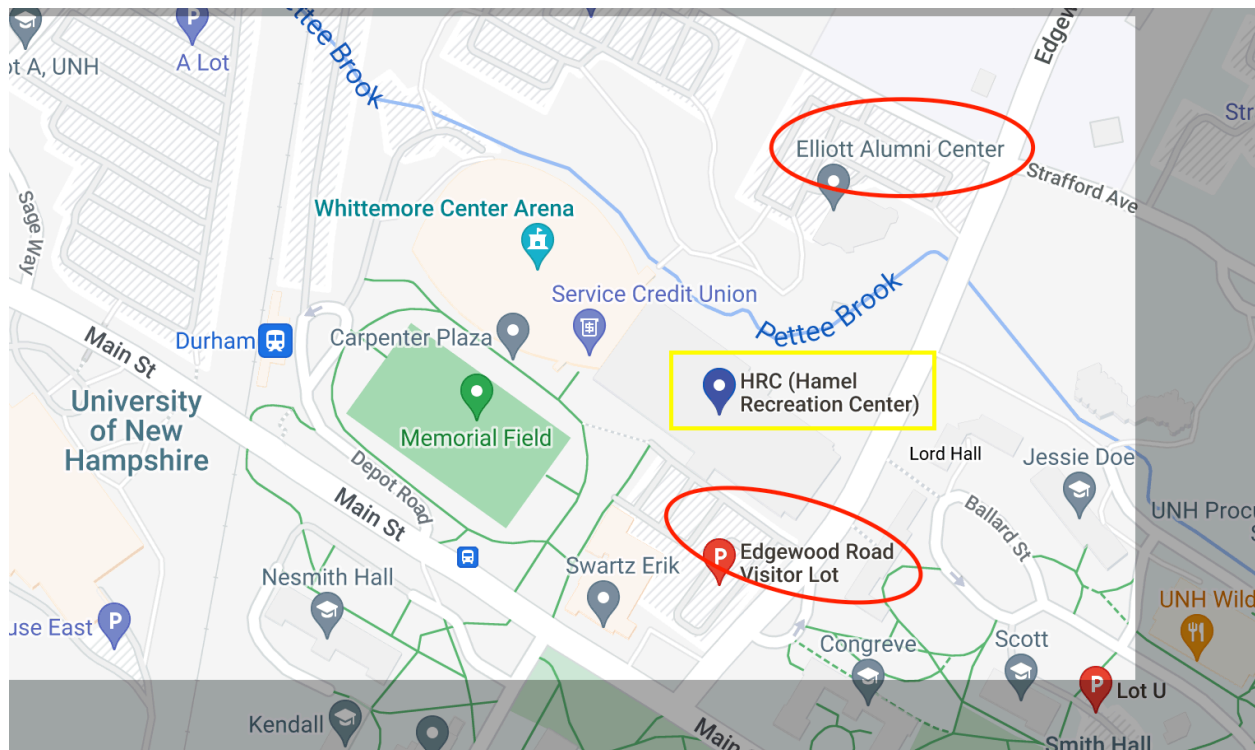 Pettee Brook
Edgew
ot A, UNH
A Lot
Str
Elliott Alumni Center
Strafford Ave
Sage Way
Whittemore Center Arena
Service Credit Union
Pettee Brook
Durham
Carpenter Plaza
Main St
HRC (Hamel
Recreation Center)
University
of New
Hampshire
Memorial Field
Lord Hall
Jessie Doe
Depot Road
Main St
Ballard St
UNH Procu
S
P
Edgewood Road
Visitor Lot
Swartz Erik
Nesmith Hall
UNH Wild
use East
P
Congreve
Scott
P
Lot U
Kendall
Main
Smith Hall